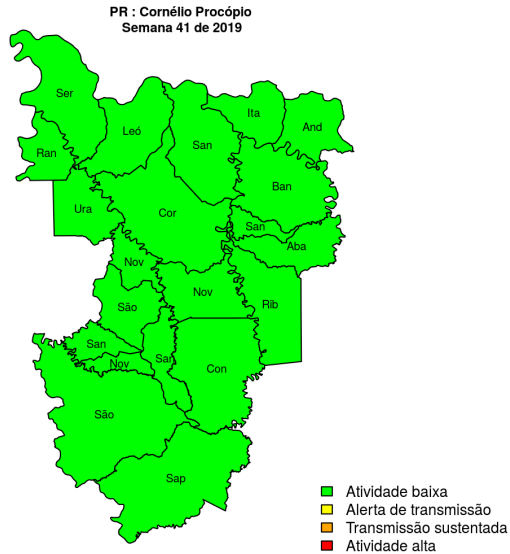 PR : Cornélio Procópio
Semana 41 de 2019
Ser
Leó
Ita
And
San
Ran
Ban
Ura
Cor
San
Aba
Nov
Nov
Rib
São
San
San
Nov
Con
São
Sap
Atividade baixa
Alerta de transmissão
Transmissão sustentada
Atividade alta